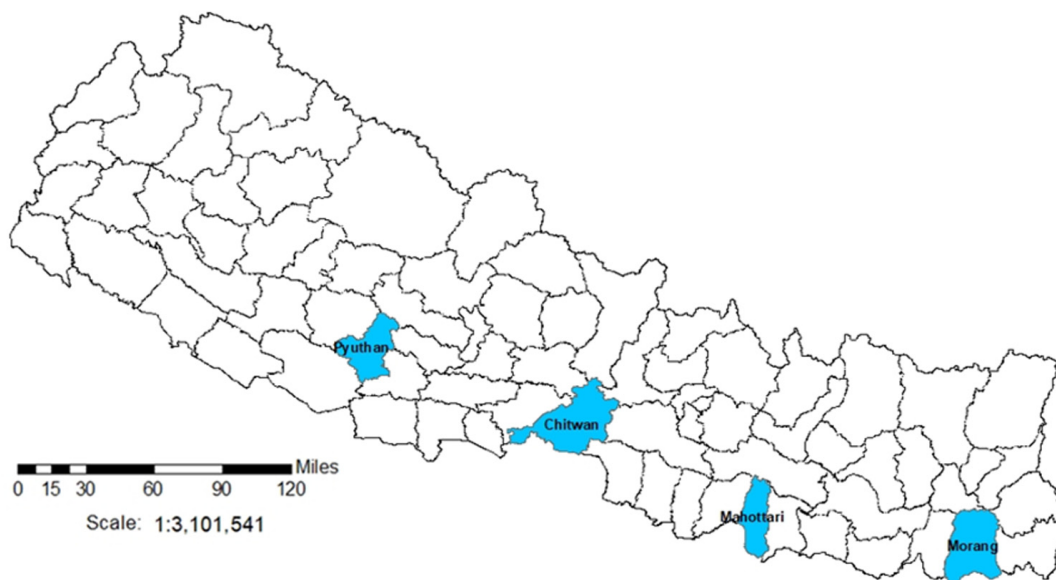 Pyuthan
Chitwan
Miles
0 15 30 60 90 120
Mahottari
Scale: 1:3,101,541
Morang